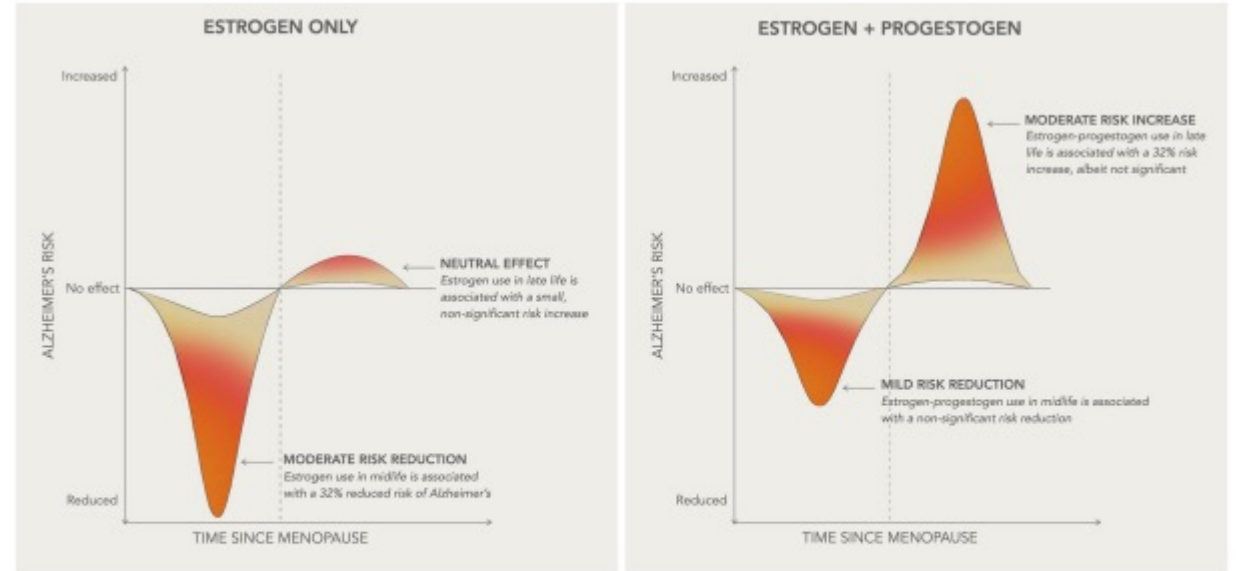 ESTROGEN ONLY
Increased
No effect
Reduced
ALZHEIMER'S RISK
NEUTRAL EFFECT
Estrogen use in late life is
associated with a small,
non-significant risk increase
MODERATE RISK REDUCTION
Estrogen use in midlife is associated
with a 32% reduced risk of Alzheimer's
TIME SINCE MENOPAUSE
ESTROGEN + PROGESTOGEN
Increased
No effect
Reduced
ALZHEIMER'S RISK
MODERATE RISK INCREASE
Estrogen-progestogen use in late
life is associated with a 32% risk
increase, albeit not significant
MILD RISK REDUCTION
Estrogen-progestogen use in midlife is associated
with a non-significant risk reduction
TIME SINCE MENOPAUSE